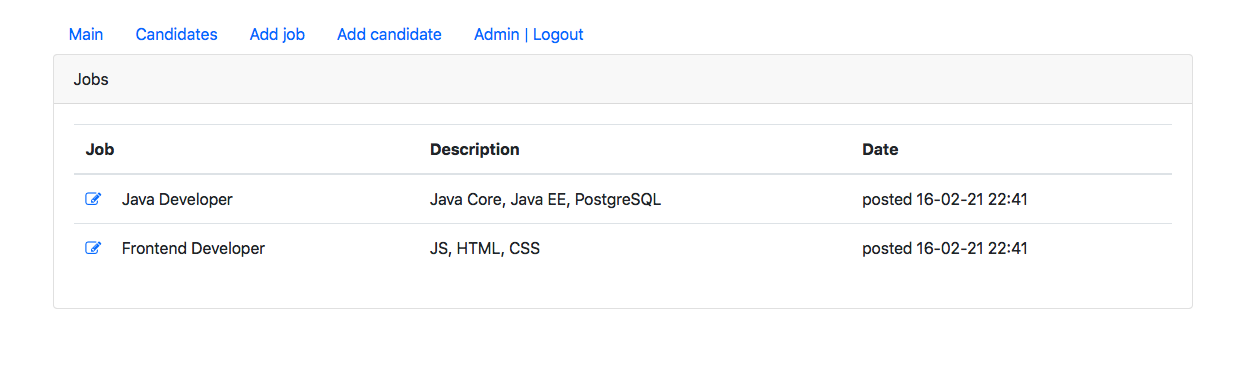 Main Candidates Add job Add candidate Admin | Logout
Jobs
Job Description Date
Java Developer Java Core, Java EE, PostgreSQL posted 16-02-21 22:41
Frontend Developer JS, HTML, CSS posted 16-02-21 22:41